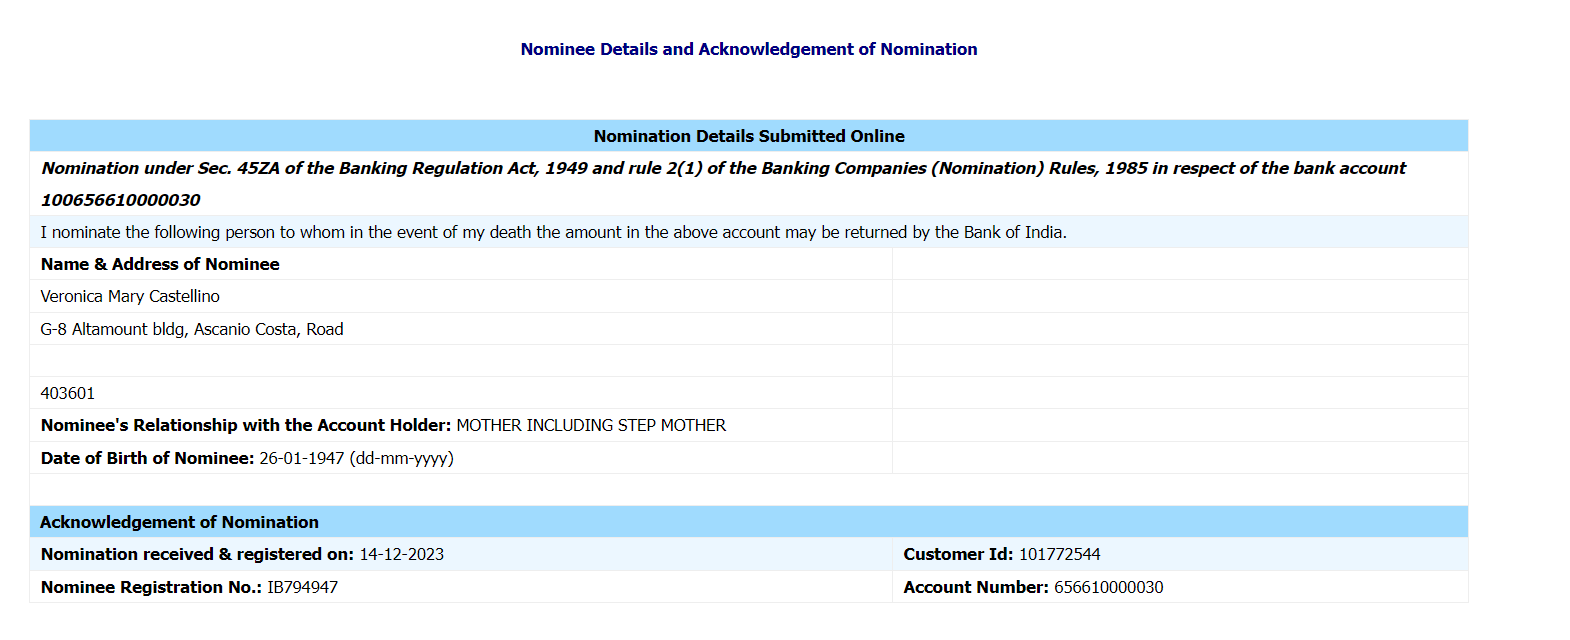 Nominee Details and Acknowledgement of Nomination
Nomination Details Submitted Online
Nomination under Sec. 45ZA of the Banking Regulation Act, 1949 and rule 2(1) of the Banking Companies (Nomination) Rules, 1985 in respect of the bank account
100656610000030
I nominate the following person to whom in the event of my death the amount in the above account may be returned by the Bank of India.
Name & Address of Nominee
Veronica Mary Castellino
G-8 Altamount bldg, Ascanio Costa, Road
403601
Nominee's Relationship with the Account Holder: MOTHER INCLUDING STEP MOTHER
Date of Birth of Nominee: 26-01-1947 (dd-mm-yyyy)
Acknowledgement of Nomination
Nomination received & registered on: 14-12-2023 Customer Id: 101772544
Nominee Registration No.: IB794947 Account Number: 656610000030